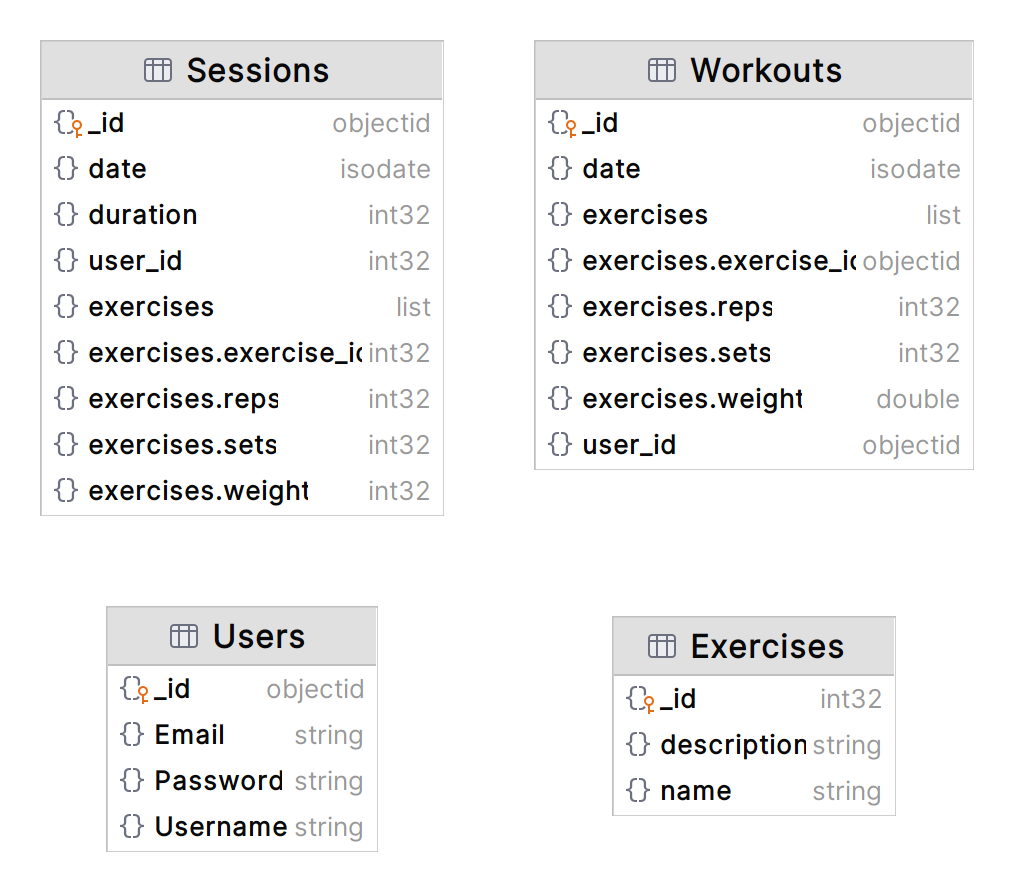 Sessions
_id objectid
date isodate
duration int32
user_id int32
exercises list
exercises.exercise_ic int32
exercises.reps int32
exercises.sets int32
exercises.weight int32
Workouts
_id objectid
date isodate
exercises list
exercises.exercise_ic objectid
exercises.reps int32
exercises.sets int32
exercises.weight double
user_id objectid
Users
_id objectid
Email string
Password string
Username string
Exercises
_id int32
description string
name string